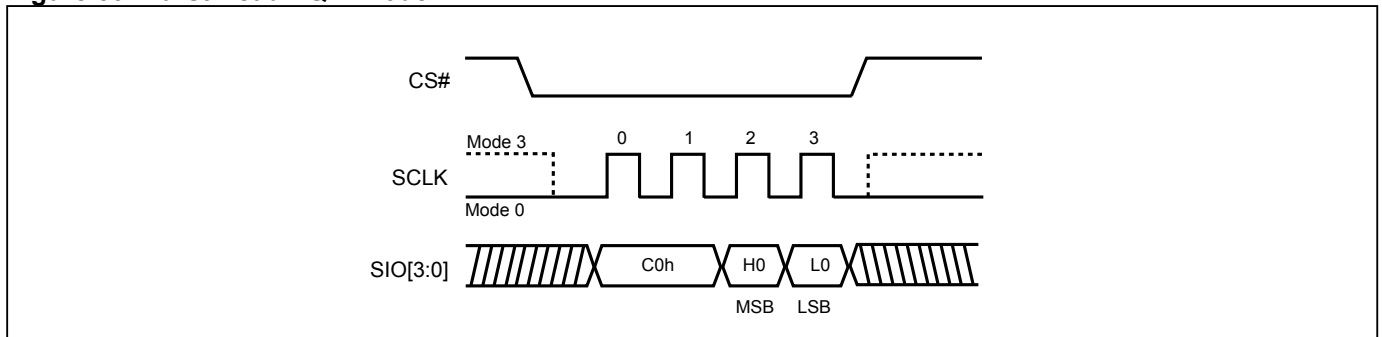 CS#
Mode 3
0 1 2 3
SCLK
Mode 0
SIO[3:0]
C0h H0 L0
MSB LSB